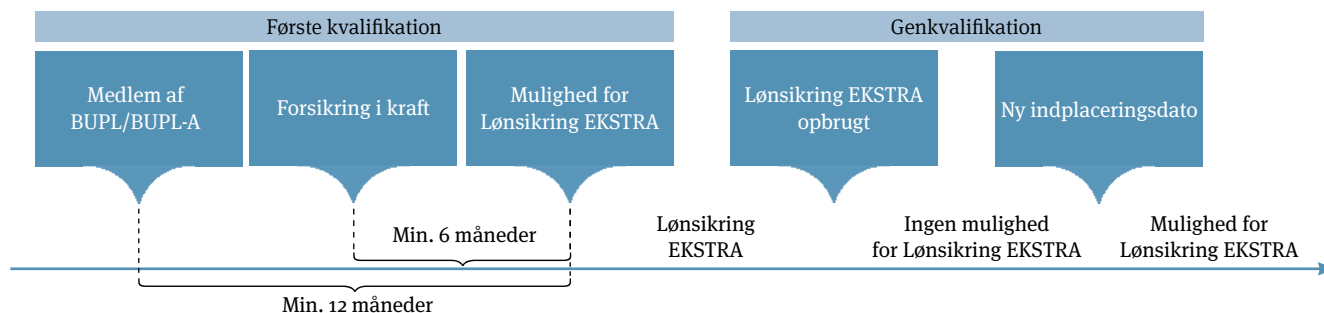 Første kvalifikation
Genkvalifikation
Medlem af
BUPL/BUPL-A
Forsikring i kraft
Mulighed for
Lønsikring EKSTRA
Lønsikring EKSTRA
opbrugt
Ny indplaceringsdato
Min. 6 måneder
Lønsikring
EKSTRA
Ingen mulighed
for Lønsikring EKSTRA
Mulighed for
Lønsikring EKSTRA
Min. 12 måneder